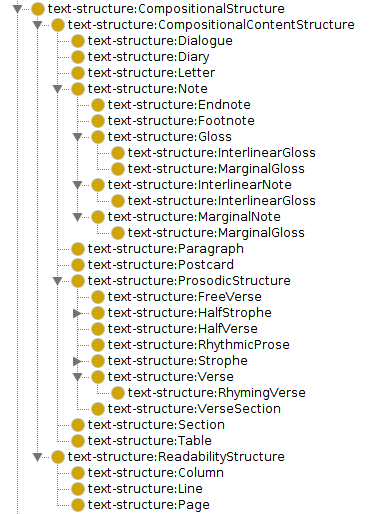 text-structure:CompositionalStructure
text-structure:CompositionalContentStructure
text-structure:Dialogue
text-structure:Diary
text-structure:Letter
text-structure:Note
text-structure:Endnote
text-structure:Footnote
text-structure:Gloss
text-structure:InterlinearGloss
text-structure:MarginalGloss
text-structure:InterlinearNote
text-structure:InterlinearGloss
text-structure:MarginalNote
text-structure:MarginalGloss
text-structure:Paragraph
text-structure:Postcard
text-structure:ProsodicStructure
text-structure:FreeVerse
text-structure:HalfStrophe
text-structure:HalfVerse
text-structure:RhythmicProse
text-structure:Strophe
text-structure:Verse
text-structure:RhymingVerse
text-structure:VerseSection
text-structure:Section
text-structure:Table
text-structure:ReadabilityStructure
text-structure:Column
text-structure:Line
text-structure:Page